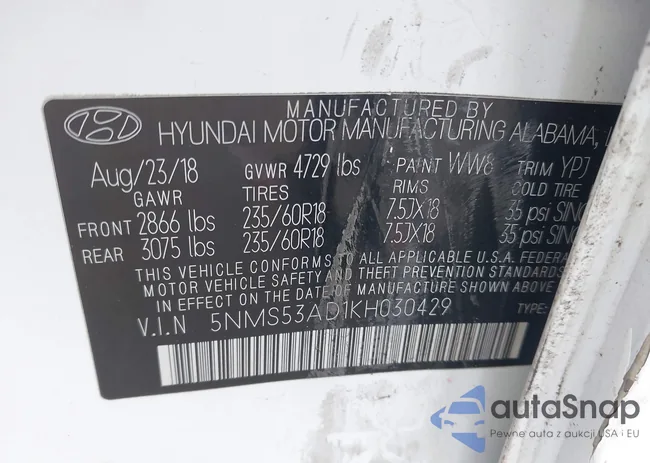 MANUFACTURED BY
HYUNDAI MOTOR MANUFACTURING ALABAMA,
Aug/23/18 GVWR 4729 lbs PAINT WW8 TRIM YPJ
GAWR TIRES RIMS COLD TIRE
FRONT 2866 lbs 235/60R18 7.5JX18 35 psi
REAR 3075 lbs 235/60R18 7.5JX18 35 psi
THIS VEHICLE CONFORMS TO ALL APPLICABLE U.S.A.
MOTOR VEHICLE SAFETY AND THEFT PREVENTION STANDARDS
IN EFFECT ON THE DATE OF MANUFACTURE SHOWN ABOVE
V.I.N 5NMS53AD1KH030429 TYPE:
autaSnap
Pewne auta z aukcji USA i EU